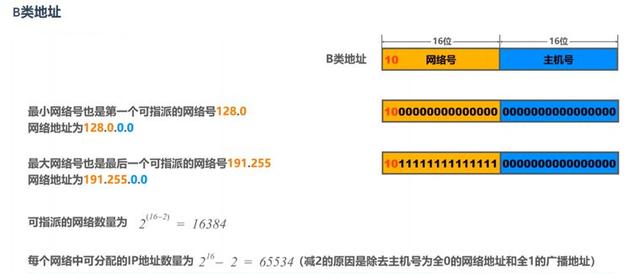 B类地址
16位 16位
B类地址 10 网络号 主机号
最小网络号也是第一个可指派的网络号128.0
网络地址为128.0.0.0
1000000000000000 0000000000000000
最大网络号也是最后一个可指派的网络号191.255
网络地址为191.255.0.0
1011111111111111 0000000000000000
可指派的网络数量为 2^(16-2) = 16384
每个网络中可分配的IP地址数量为 2^16 - 2 = 65534 (减2的原因是除去主机号为全0的网络地址和全1的广播地址)